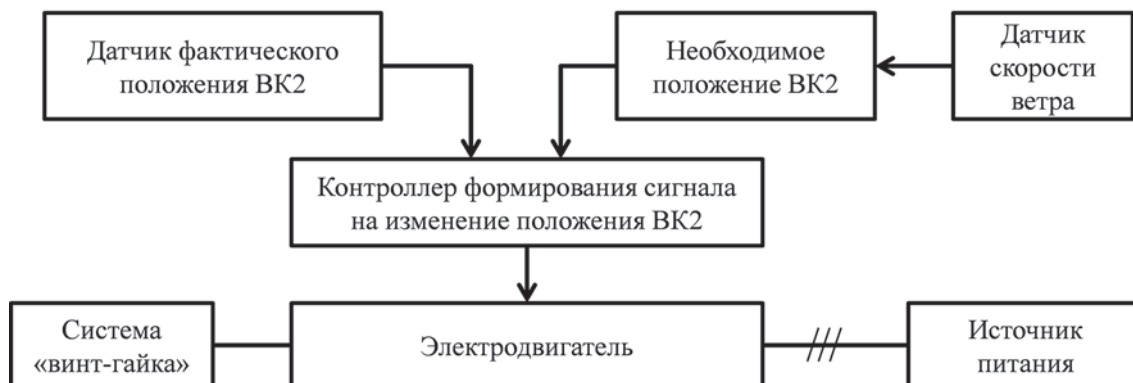 Датчик фактического
положения ВК2
Необходимое
положение ВК2
Датчик
скорости
ветра
Контроллер формирования сигнала
на изменение положения ВК2
Система
«винт-гайка»
Электродвигатель
Источник
питания